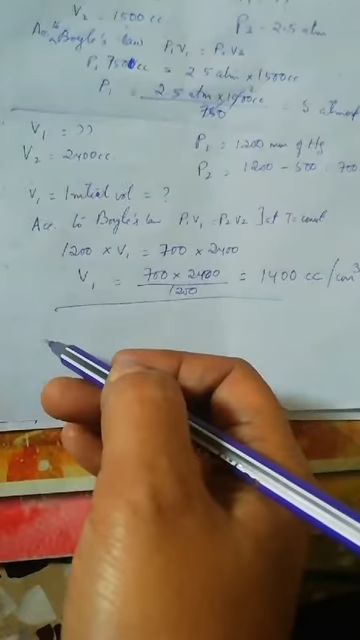 V2 = 1500 cc
P2 = 2.5 atm
Acc to Boyle's law P1V1 = P2V2
P1 750cc = 2.5 atm × 1500cc
P1 = 2.5 atm × 1500cc / 750 = 5 atmos
V1 = ??
P1 = 1200 mm of Hg
V2 = 2400cc
P2 = 1200 - 500 = 700
V1 = Initial vol = ?
Acc. to Boyle's law P1V1 = P2V2 ] at T const
1200 × V1 = 700 × 2400
V1 = 700 × 2400 / 1200 = 1400 cc/cm³